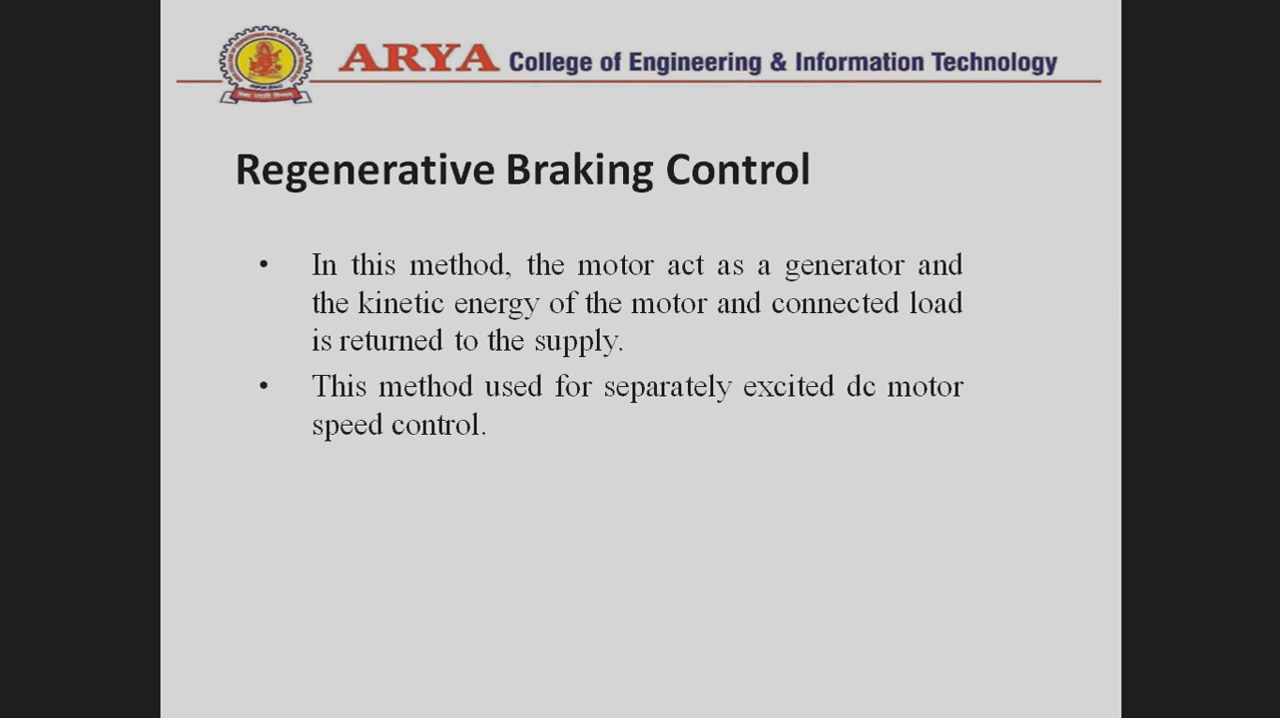 ARYA College of Engineering & Information Technology
Regenerative Braking Control
• In this method, the motor act as a generator and
the kinetic energy of the motor and connected load
is returned to the supply.
• This method used for separately excited dc motor
speed control.